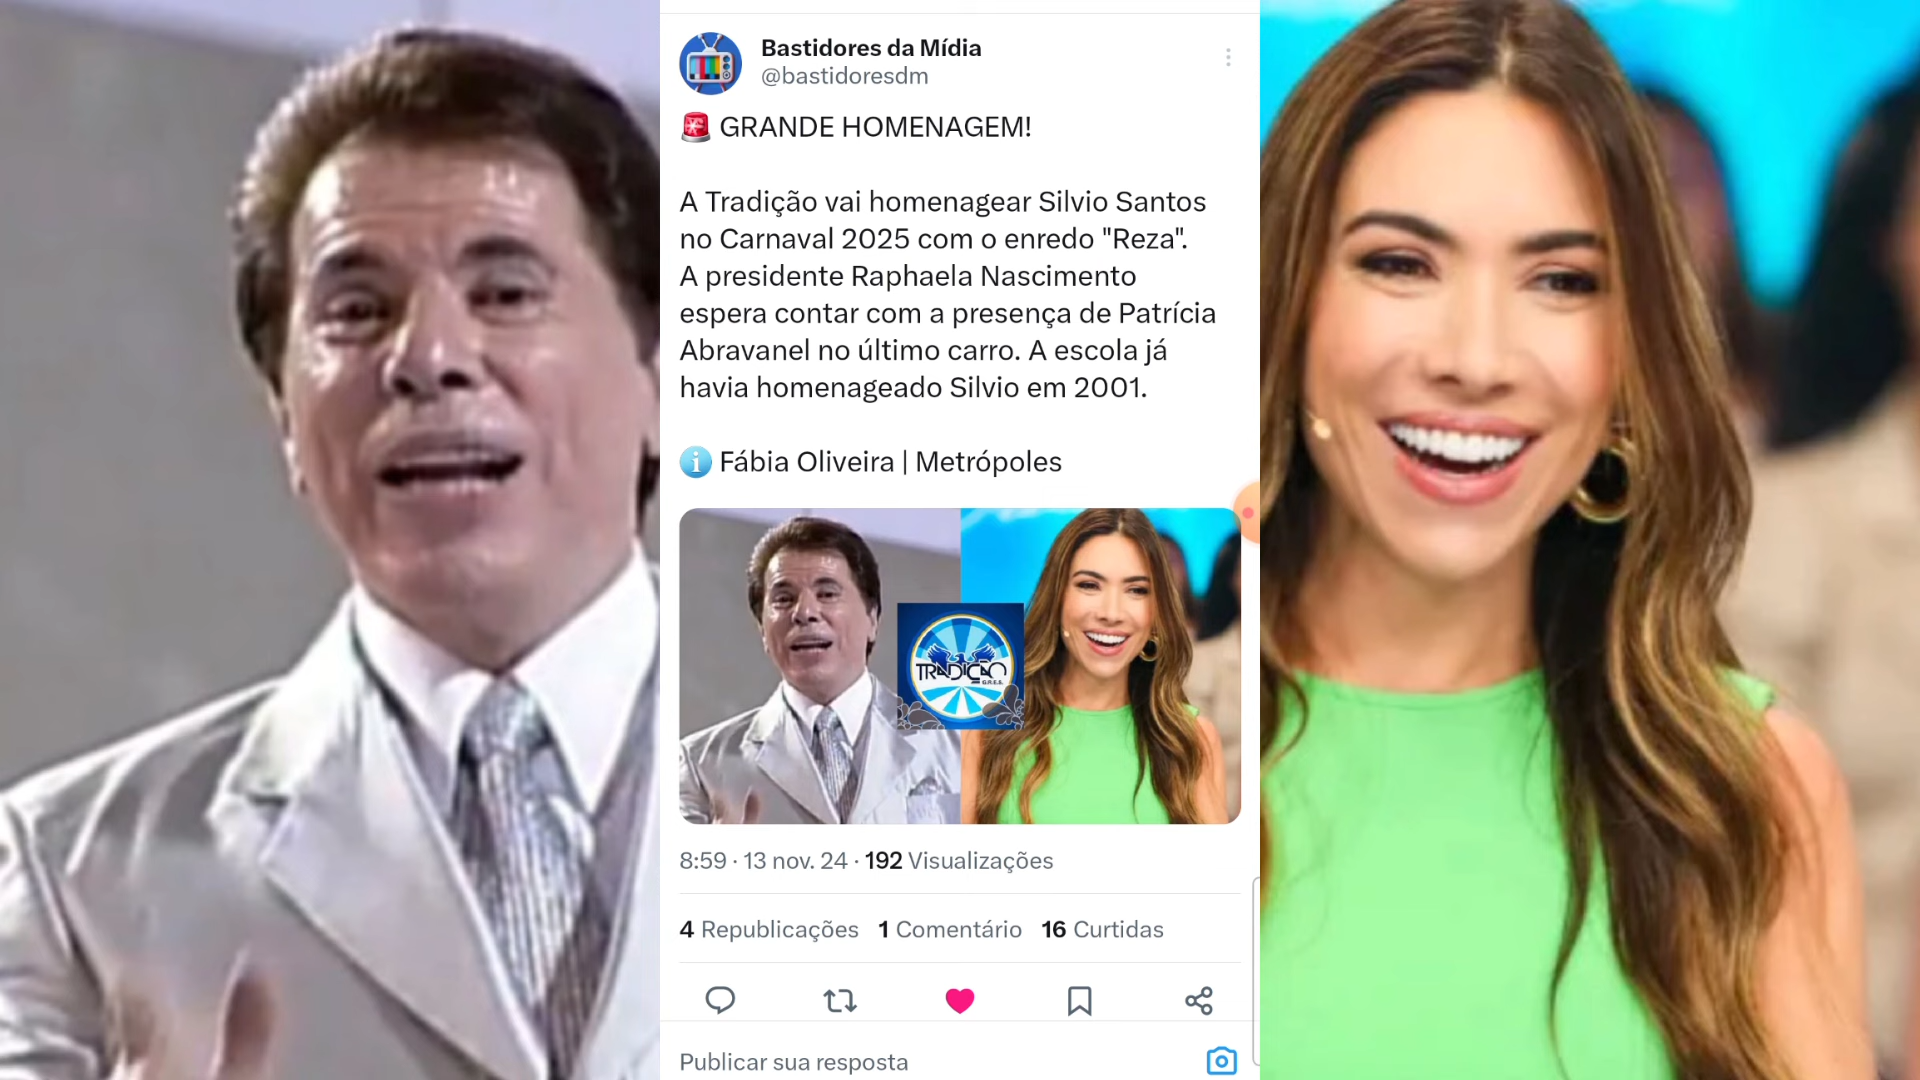 Bastidores da Mídia
@bastidoresdm
GRANDE HOMENAGEM!
A Tradição vai homenagear Silvio Santos
no Carnaval 2025 com o enredo "Reza".
A presidente Raphaela Nascimento
espera contar com a presença de Patrícia
Abravanel no último carro. A escola já
havia homenageado Silvio em 2001.
Fábia Oliveira | Metrópoles
TRADIÇÃO
G.R.E.S.
8:59 · 13 nov. 24 · 192 Visualizações
4 Republicações 1 Comentário 16 Curtidas
Publicar sua resposta